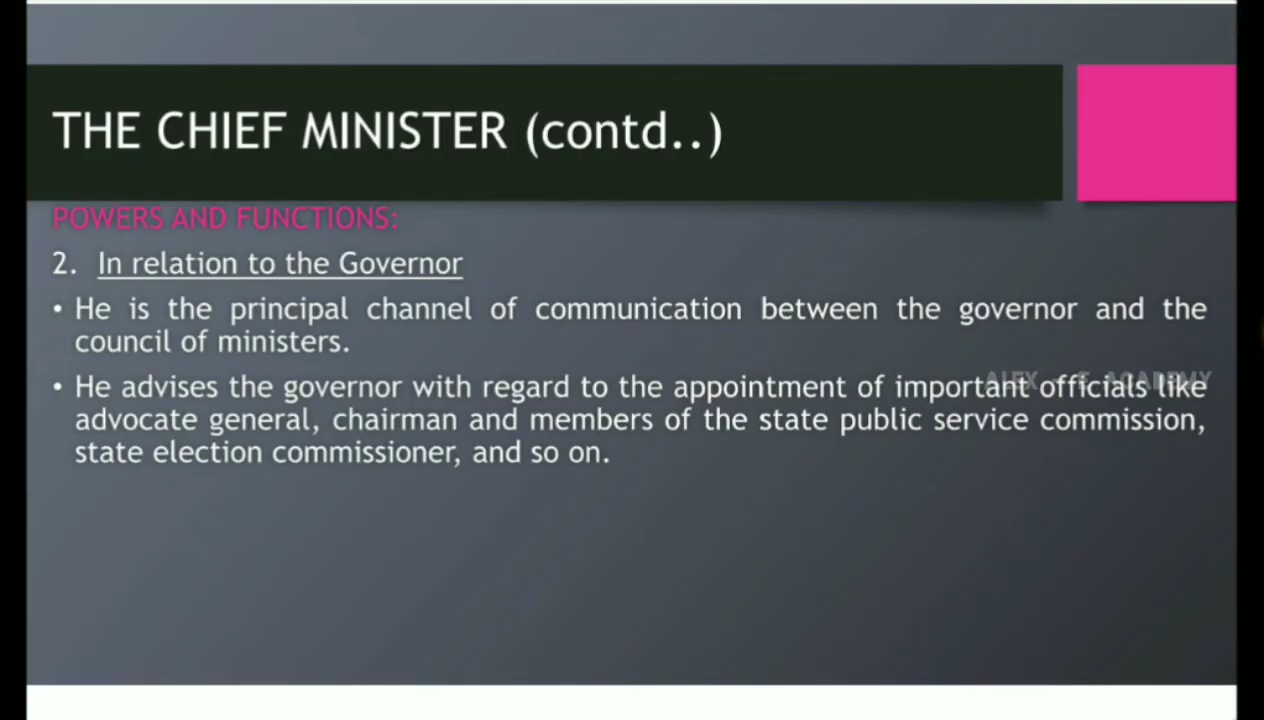 THE CHIEF MINISTER (contd..)
POWERS AND FUNCTIONS:
2. In relation to the Governor
• He is the principal channel of communication between the governor and the
council of ministers.
• He advises the governor with regard to the appointment of important officials like
advocate general, chairman and members of the state public service commission,
state election commissioner, and so on.
ACADEMY